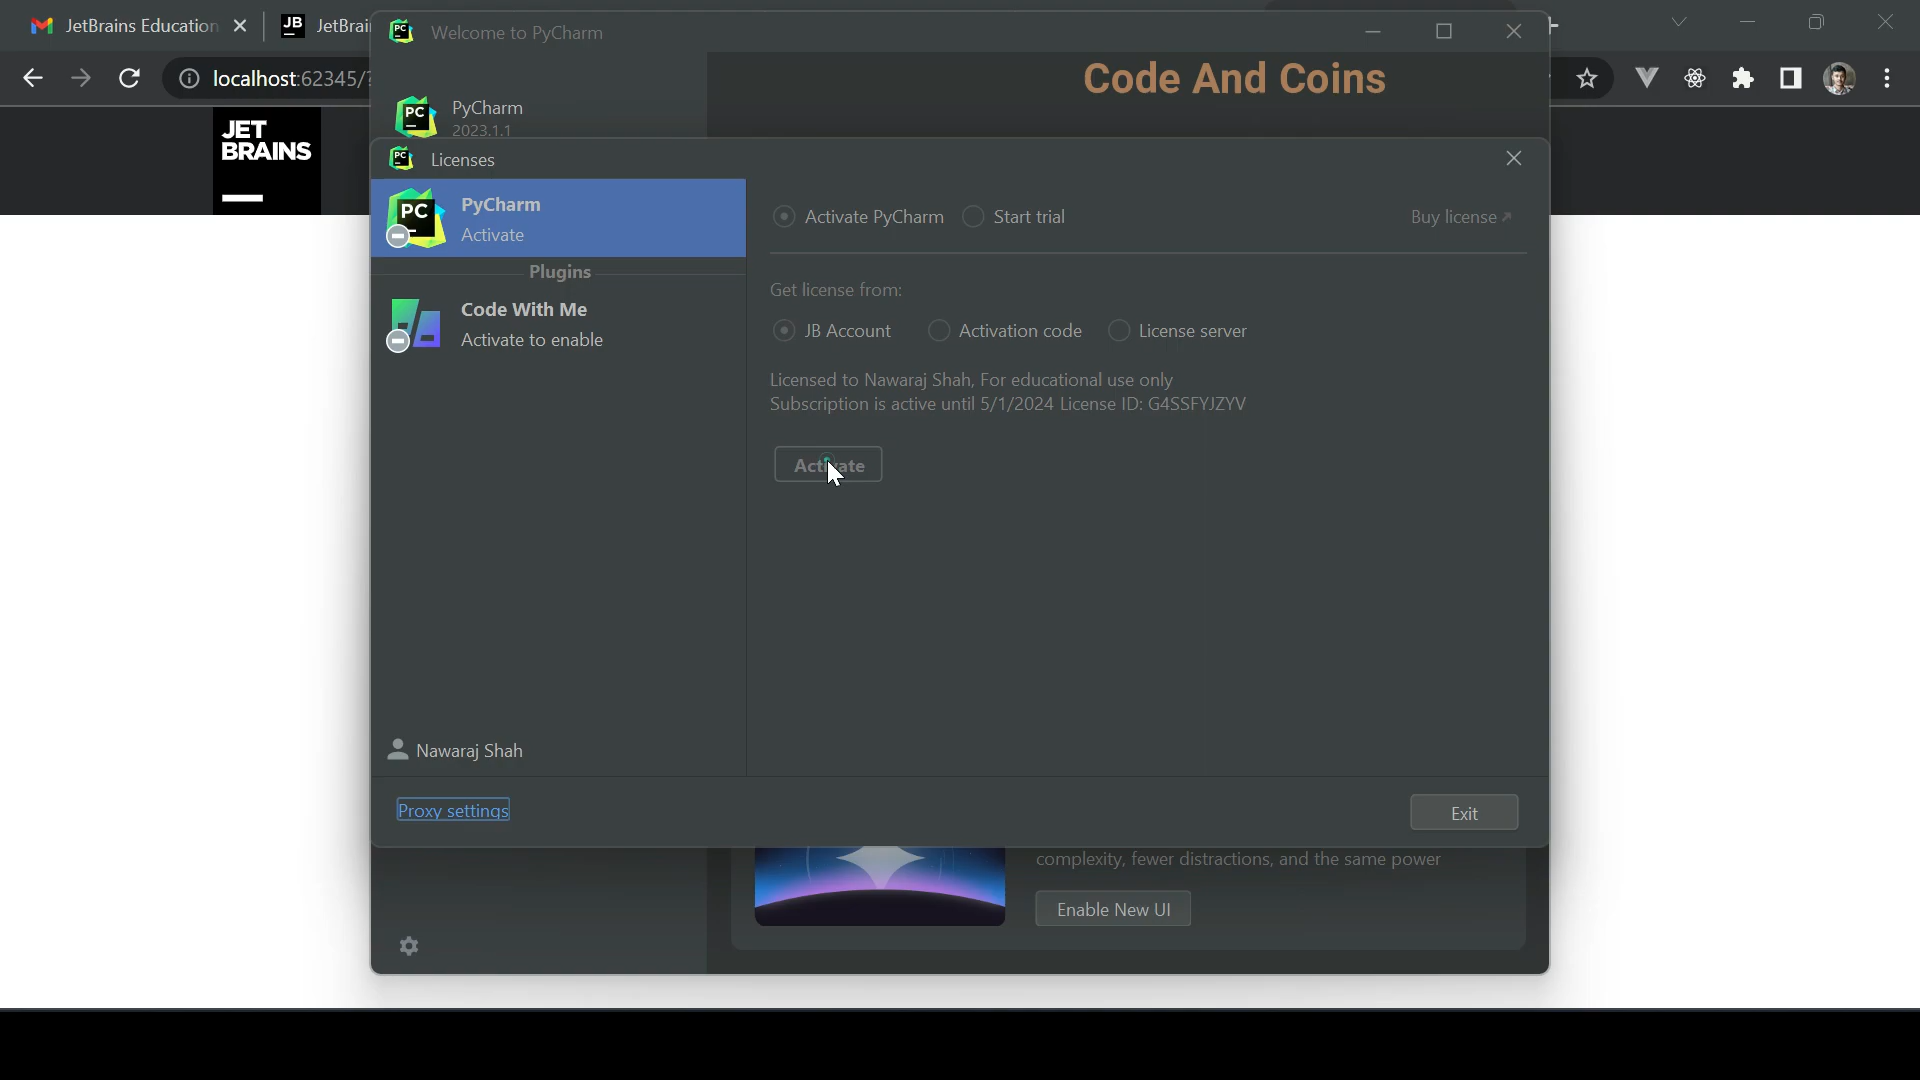 JetBrains Education
JB JetBrai
Welcome to PyCharm
localhost:62345/?
Code And Coins
PC PyCharm
2023.1.1
JET
BRAINS
Licenses
PyCharm
Activate
Activate PyCharm
Start trial
Buy license
Plugins
Get license from:
Code With Me
Activate to enable
JB Account
Activation code
License server
Licensed to Nawaraj Shah, For educational use only
Subscription is active until 5/1/2024 License ID: G4SSFYJZYV
Activate
Nawaraj Shah
Proxy settings
Exit
complexity, fewer distractions, and the same power
Enable New UI